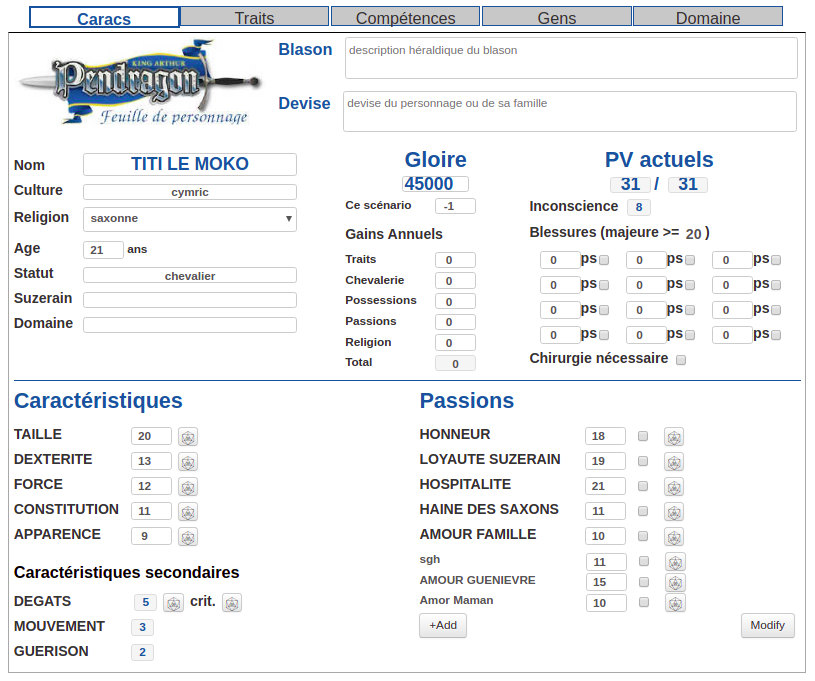 Caracs Traits Compétences Gens Domaine
KING ARTHUR
Pendragon
Feuille de personnage
Blason description héraldique du blason
Devise devise du personnage ou de sa famille
Nom TITI LE MOKO
Culture cymric
Religion saxonne
Age 21 ans
Statut chevalier
Suzerain
Domaine
Gloire
45000
Ce scénario -1
Gains Annuels
Traits 0
Chevalerie 0
Possessions 0
Passions 0
Religion 0
Total 0
PV actuels
31 / 31
Inconscience 8
Blessures (majeure >= 20 )
0 ps 0 ps 0 ps
0 ps 0 ps 0 ps
0 ps 0 ps 0 ps
0 ps 0 ps 0 ps
Chirurgie nécessaire
Caractéristiques
TAILLE 20
DEXTERITE 13
FORCE 12
CONSTITUTION 11
APPARENCE 9
Caractéristiques secondaires
DEGATS 5 crit.
MOUVEMENT 3
GUERISON 2
Passions
HONNEUR 18
LOYAUTE SUZERAIN 19
HOSPITALITE 21
HAINE DES SAXONS 11
AMOUR FAMILLE 10
sgh 11
AMOUR GUENIEVRE 15
Amor Maman 10
+Add Modify